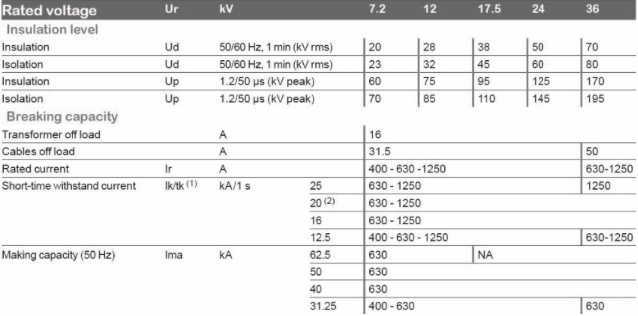 Rated voltage Ur kV 7.2 12 17.5 24 36
Insulation level
Insulation Ud 50/60 Hz, 1 min (kV rms) 20 28 38 50 70
Isolation Ud 50/60 Hz, 1 min (kV rms) 23 32 45 60 80
Insulation Up 1.2/50 µs (kV peak) 60 75 95 125 170
Isolation Up 1.2/50 µs (kV peak) 70 85 110 145 195
Breaking capacity
Transformer off load A 16
Cables off load A 31.5 50
Rated current Ir A 400 - 630 -1250 630-1250
Short-time withstand current Ik/tk (1) kA/1 s 25 630 - 1250 1250
20 (2) 630 - 1250
16 630 - 1250
12.5 400 - 630 - 1250 630-1250
Making capacity (50 Hz) Ima kA 62.5 630 NA
50 630
40 630
31.25 400 - 630 630